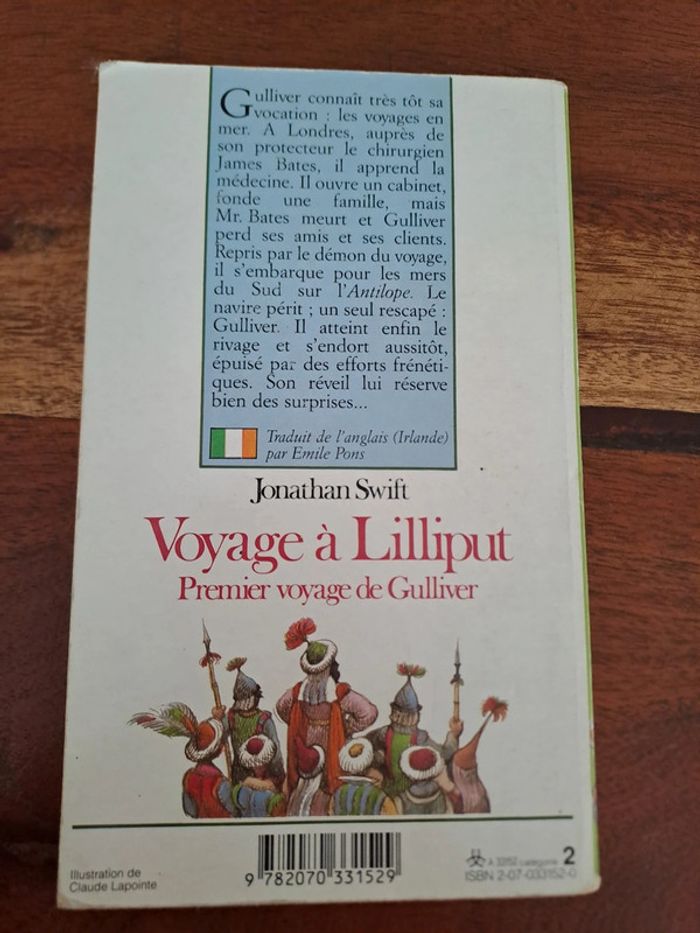 Gulliver connaît très tôt sa
vocation : les voyages en
mer. A Londres, auprès de
son protecteur le chirurgien
James Bates, il apprend la
médecine. Il ouvre un cabinet,
fonde une famille, mais
Mr. Bates meurt et Gulliver
perd ses amis et ses clients.
Repris par le démon du voyage,
il s'embarque pour les mers
du Sud sur l'Antilope. Le
navire périt ; un seul rescapé :
Gulliver. Il atteint enfin le
rivage et s'endort aussitôt,
épuisé par des efforts frénéti-
ques. Son réveil lui réserve
bien des surprises...
Traduit de l'anglais (Irlande)
par Emile Pons
Jonathan Swift
Voyage à Lilliput
Premier voyage de Gulliver
Illustration de
Claude Lapointe
9 782070 331529
A 33152 catégorie 2
ISBN 2-07-033152-0